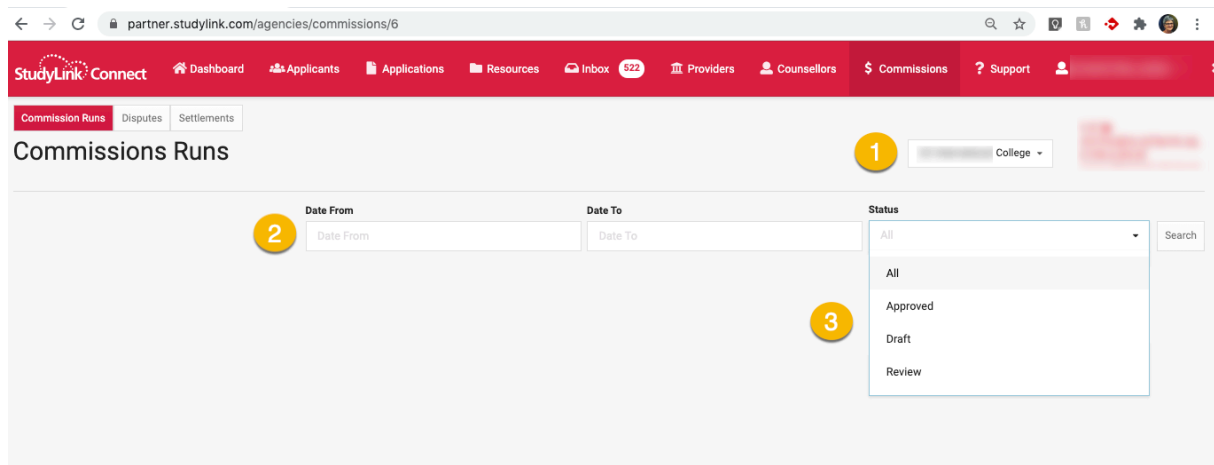 partner.studylink.com/agencies/commissions/6
StudyLink Connect Dashboard Applicants Applications Resources Inbox 522 Providers Counsellors $ Commissions ? Support
Commission Runs Disputes Settlements
Commissions Runs
1 College
Date From Date To Status
2 Date From Date To All Search
All
Approved
3
Draft
Review